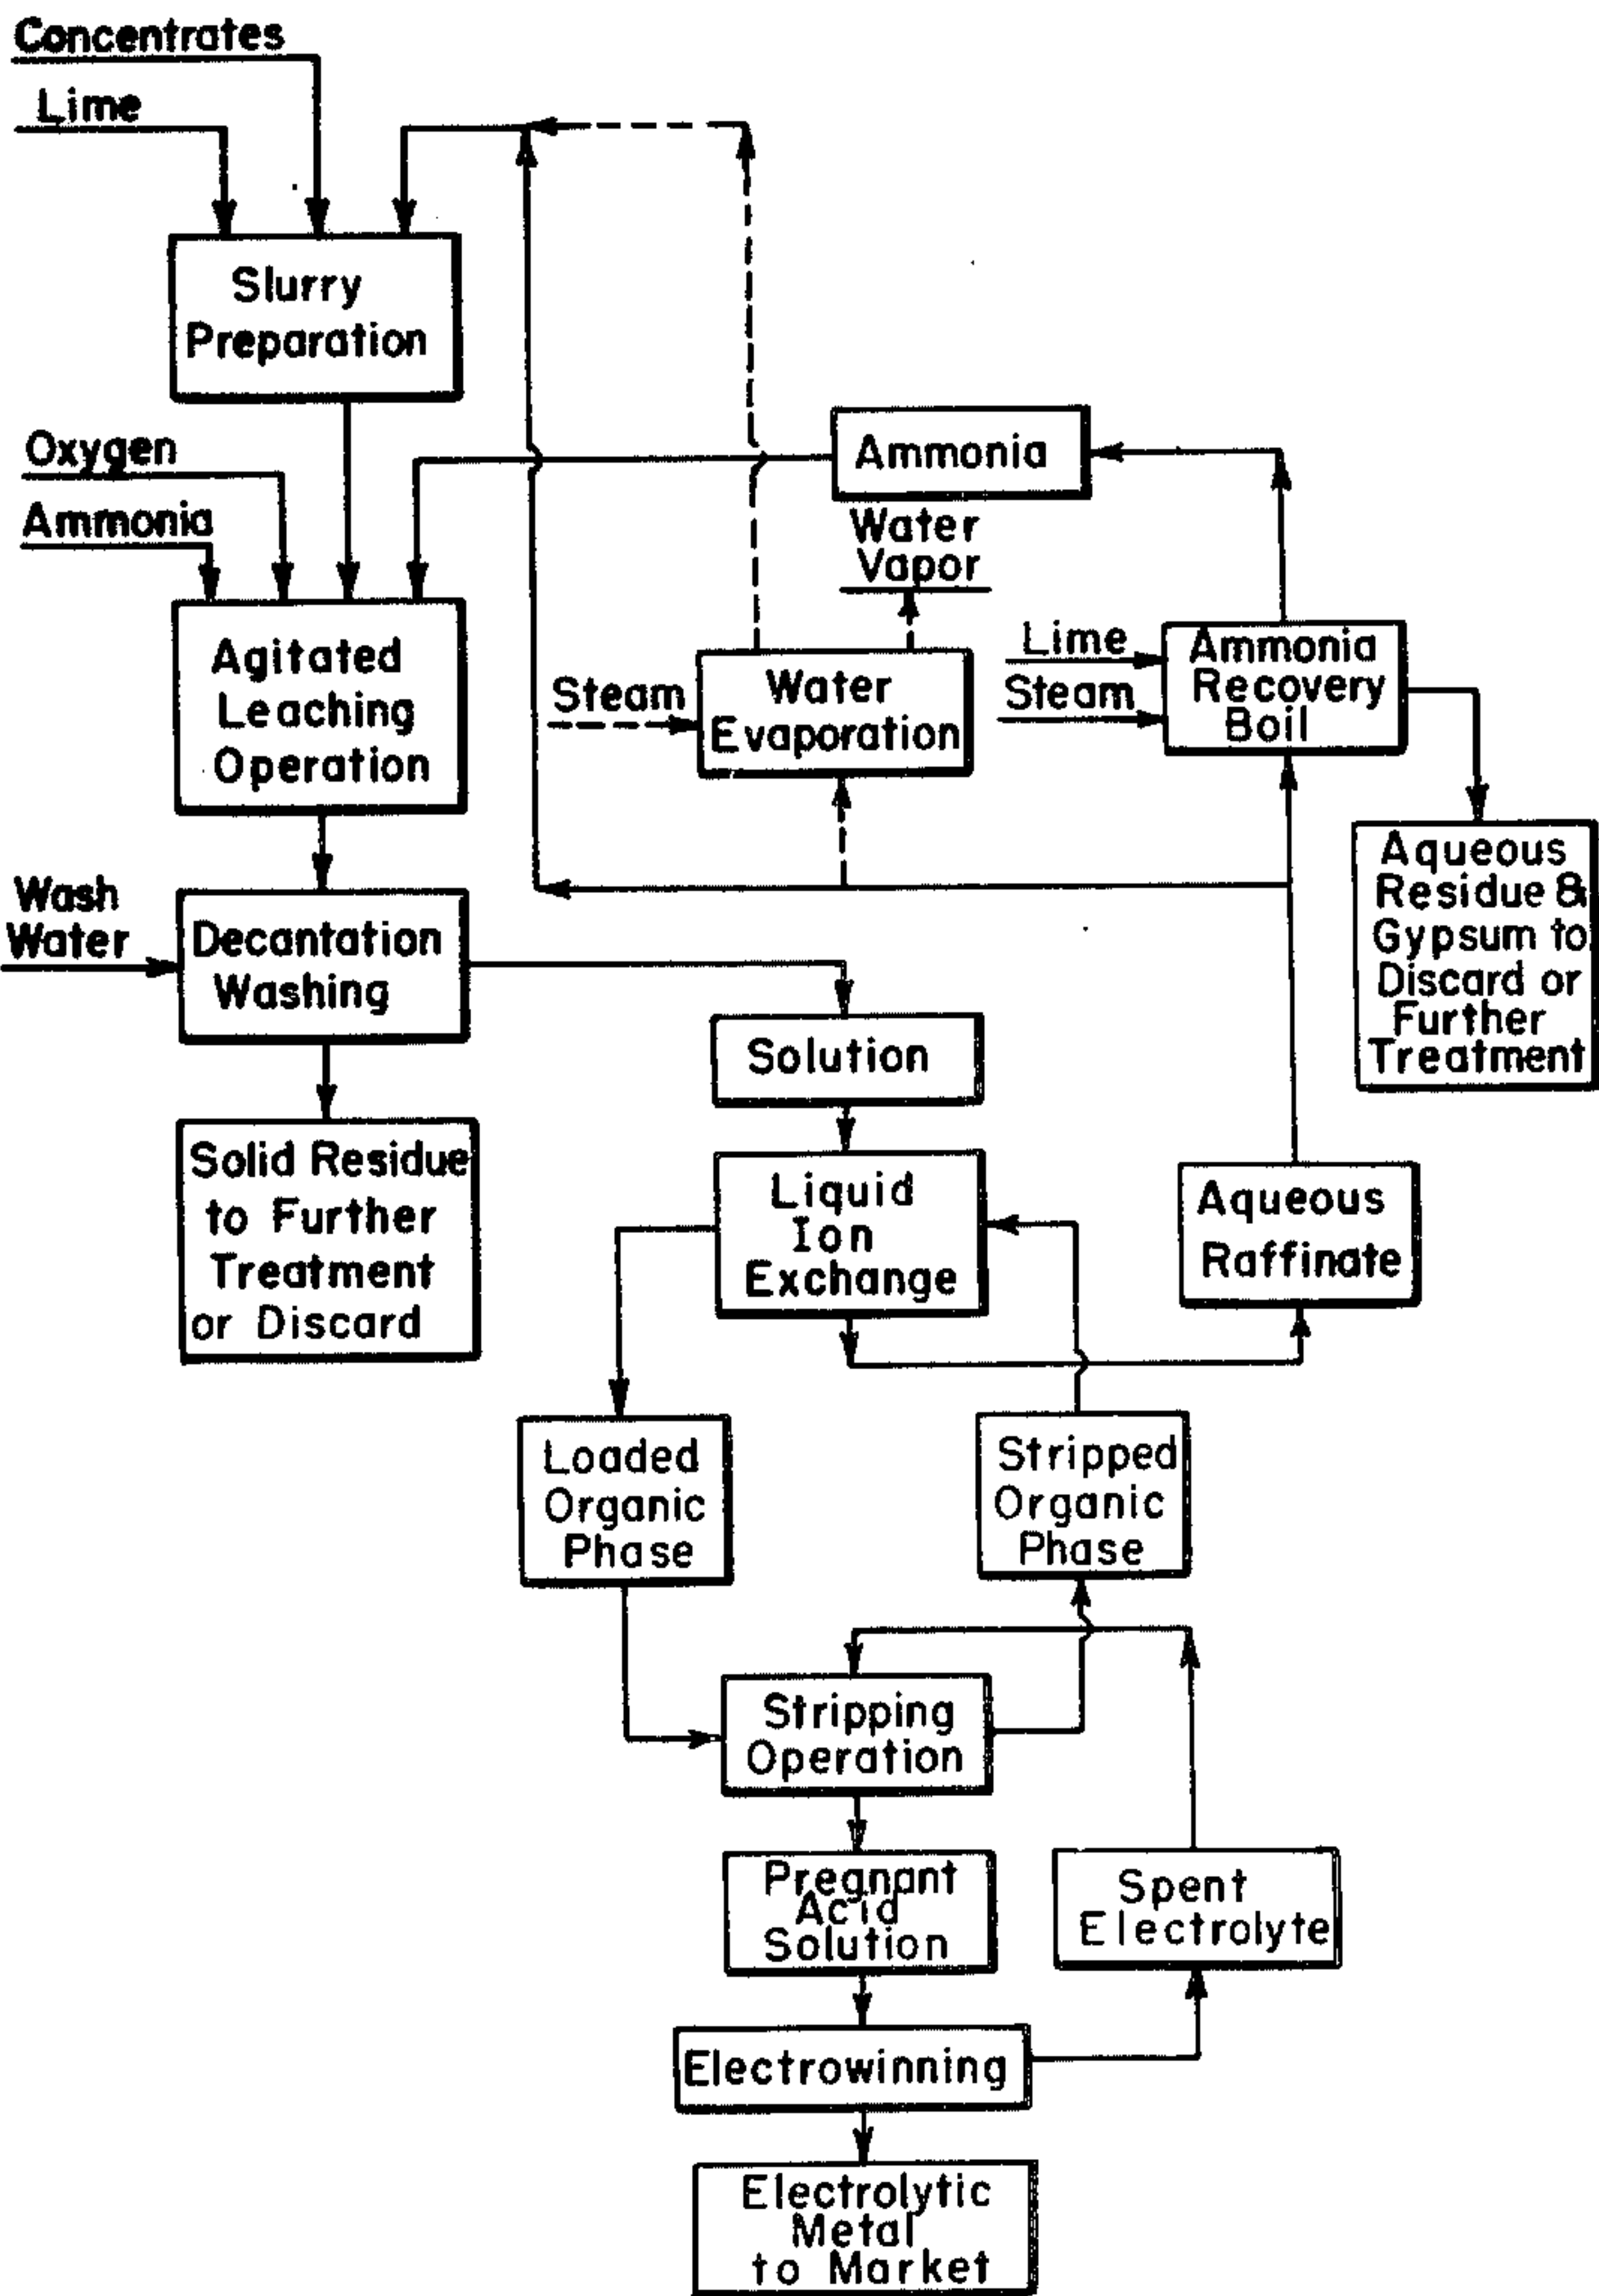 Concentrates
Lime
Slurry
Preparation
Oxygen
Ammonia
Ammonia
Water
Vapor
Agitated
Leaching
Operation
Steam
Water
Evaporation
Lime
Steam
Ammonia
Recovery
Boil
Wash
Water
Decantation
Washing
Aqueous
Residue &
Gypsum to
Discard or
Further
Treatment
Solution
Solid Residue
to Further
Treatment
or Discard
Liquid
Ion
Exchange
Aqueous
Raffinate
Loaded
Organic
Phase
Stripped
Organic
Phase
Stripping
Operation
Pregnant
Acid
Solution
Spent
Electrolyte
Electrowinning
Electrolytic
Metal
to Market